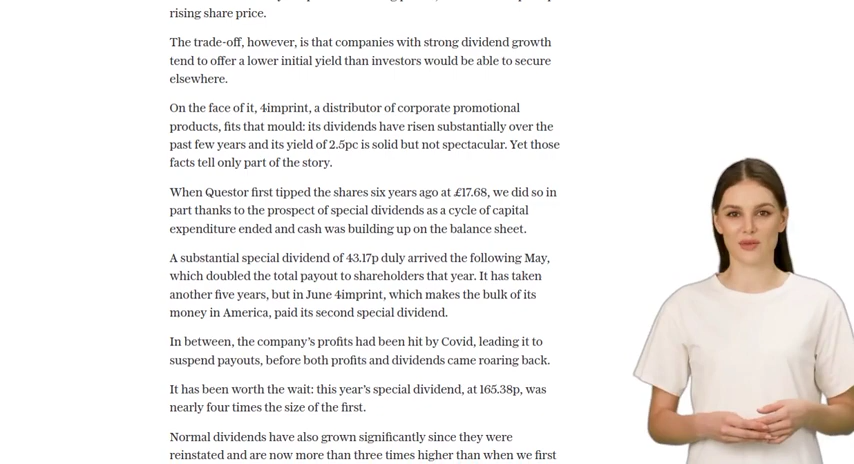 rising share price.
The trade-off, however, is that companies with strong dividend growth
tend to offer a lower initial yield than investors would be able to secure
elsewhere.
On the face of it, 4imprint, a distributor of corporate promotional
products, fits that mould: its dividends have risen substantially over the
past few years and its yield of 2.5pc is solid but not spectacular. Yet those
facts tell only part of the story.
When Questor first tipped the shares six years ago at £17.68, we did so in
part thanks to the prospect of special dividends as a cycle of capital
expenditure ended and cash was building up on the balance sheet.
A substantial special dividend of 43.17p duly arrived the following May,
which doubled the total payout to shareholders that year. It has taken
another five years, but in June 4imprint, which makes the bulk of its
money in America, paid its second special dividend.
In between, the company’s profits had been hit by Covid, leading it to
suspend payouts, before both profits and dividends came roaring back.
It has been worth the wait: this year’s special dividend, at 165.38p, was
nearly four times the size of the first.
Normal dividends have also grown significantly since they were
reinstated and are now more than three times higher than when we first